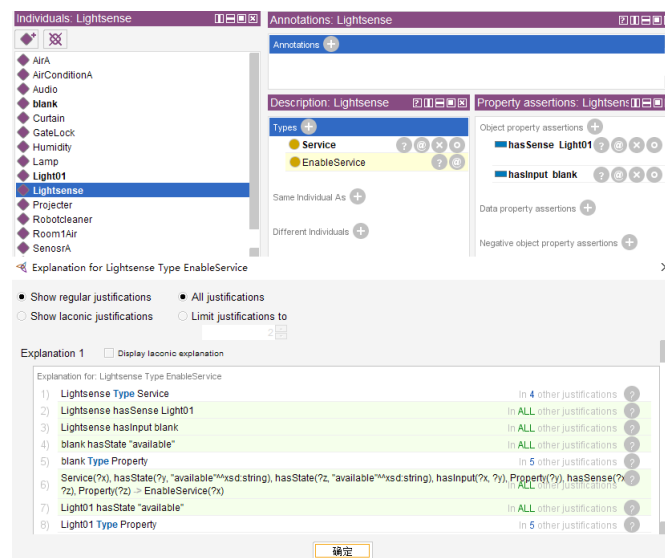 Individuals: Lightsense
Annotations: Lightsense
Annotations
AirA
AirConditionA
Audio
blank
Curtain
GateLock
Humidity
Lamp
Light01
Lightsense
Projecter
Robotcleaner
Room1Air
SenosrA
Description: Lightsense
Types
Service
EnableService
Same Individual As
Different Individuals
Property assertions: Lightsens
Object property assertions
hasSense Light01
hasInput blank
Data property assertions
Negative object property assertions
Explanation for Lightsense Type EnableService
Show regular justifications
All justifications
Show laconic justifications
Limit justifications to
2
Explanation 1
Display laconic explanation
Explanation for: Lightsense Type EnableService
1) Lightsense Type Service In 4 other justifications
2) Lightsense hasSense Light01 In ALL other justifications
3) Lightsense hasInput blank In ALL other justifications
4) blank hasState "available" In ALL other justifications
5) blank Type Property In 5 other justifications
6) Service(?x), hasState(?y, "available"^^xsd:string), hasState(?z, "available"^^xsd:string), hasInput(?x, ?y), Property(?y), hasSense(?x,
?z), Property(?z) -> EnableService(?x) In ALL other justifications
7) Light01 hasState "available" In ALL other justifications
8) Light01 Type Property In 5 other justifications
确定